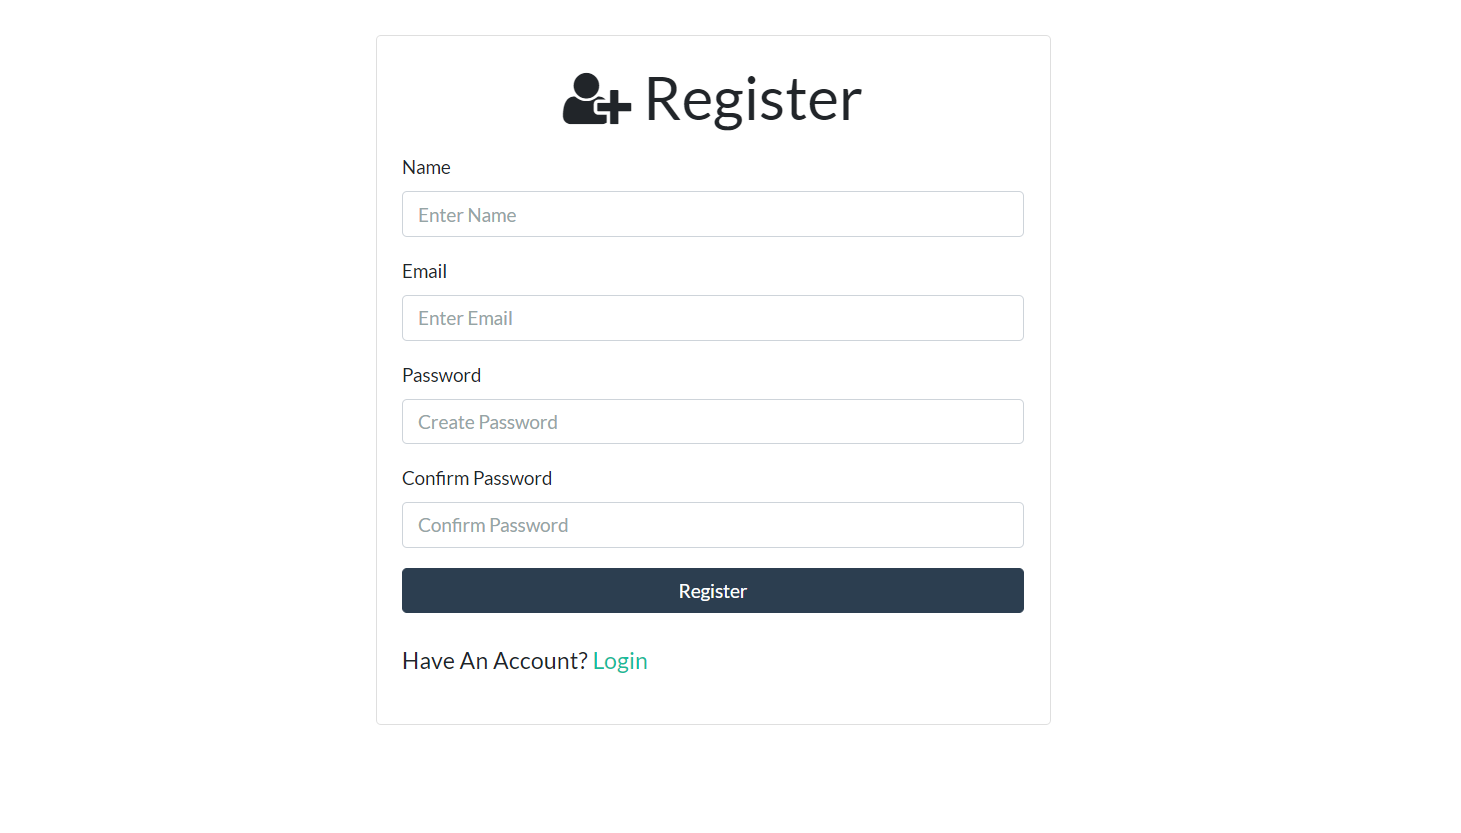 Register
Name
Enter Name
Email
Enter Email
Password
Create Password
Confirm Password
Confirm Password
Register
Have An Account? Login